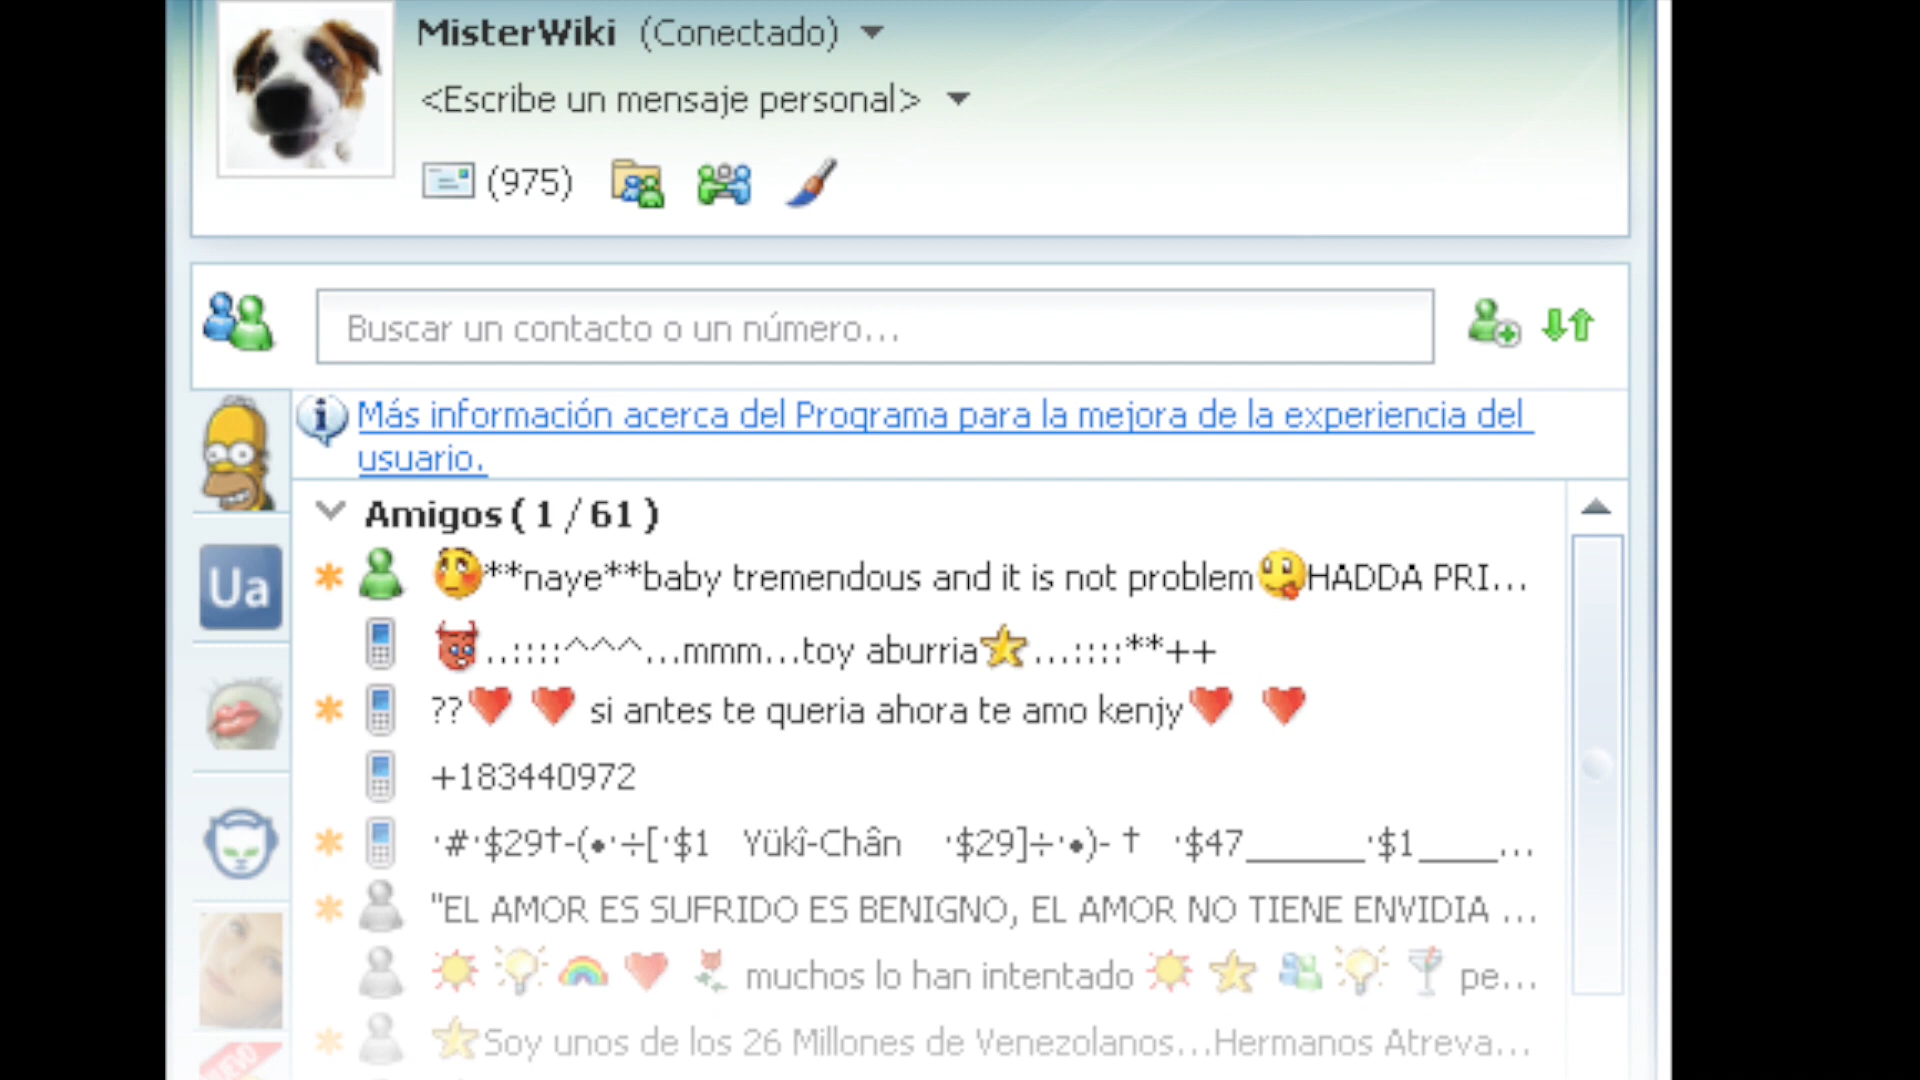 MisterWiki (Conectado)
<Escribe un mensaje personal>
(975)
Buscar un contacto o un número...
Más información acerca del Programa para la mejora de la experiencia del
usuario.
Amigos ( 1 / 61 )
**naye**baby tremendous and it is not problem HADDA PRI...
Ua
..::::^^^...mmm...toy aburria ...::::**++
?? si antes te queria ahora te amo kenjy
+183440972
·#·$29†-(•·÷[·$1 Yükî-Chân ·$29]÷·•)- † ·$47______·$1____...
"EL AMOR ES SUFRIDO ES BENIGNO, EL AMOR NO TIENE ENVIDIA ...
muchos lo han intentado pe...
Soy unos de los 26 Millones de Venezolanos...Hermanos Atreva...
NUEVO